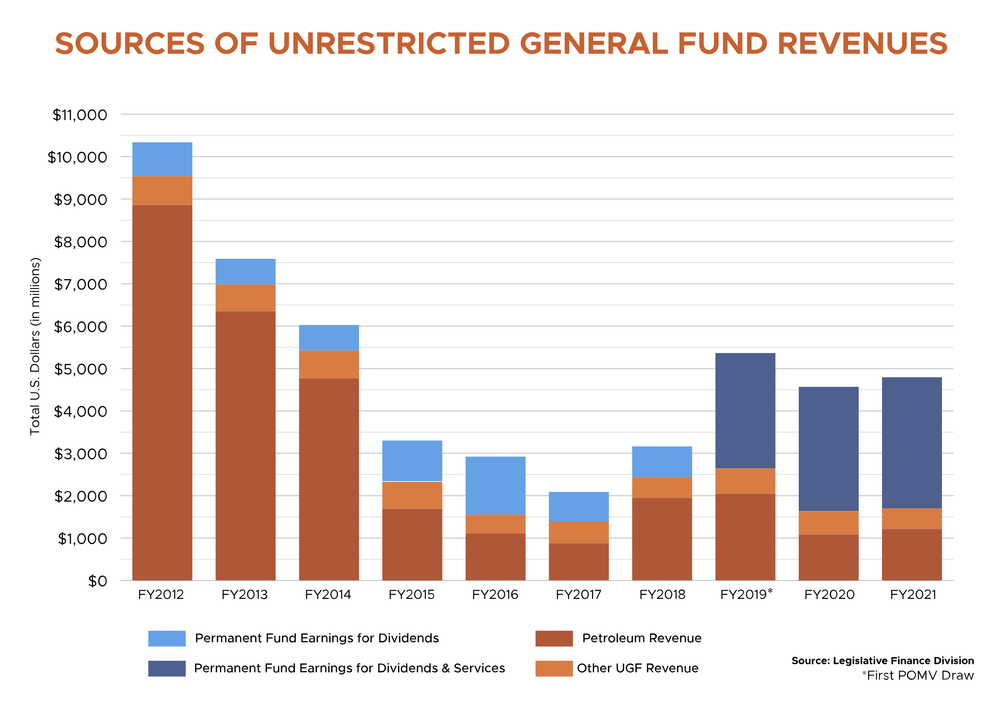 SOURCES OF UNRESTRICTED GENERAL FUND REVENUES
Total U.S. Dollars (in millions)
$11,000
$10,000
$9,000
$8,000
$7,000
$6,000
$5,000
$4,000
$3,000
$2,000
$1,000
$0
FY2012 FY2013 FY2014 FY2015 FY2016 FY2017 FY2018 FY2019* FY2020 FY2021
Permanent Fund Earnings for Dividends
Petroleum Revenue
Permanent Fund Earnings for Dividends & Services
Other UGF Revenue
Source: Legislative Finance Division
*First POMV Draw